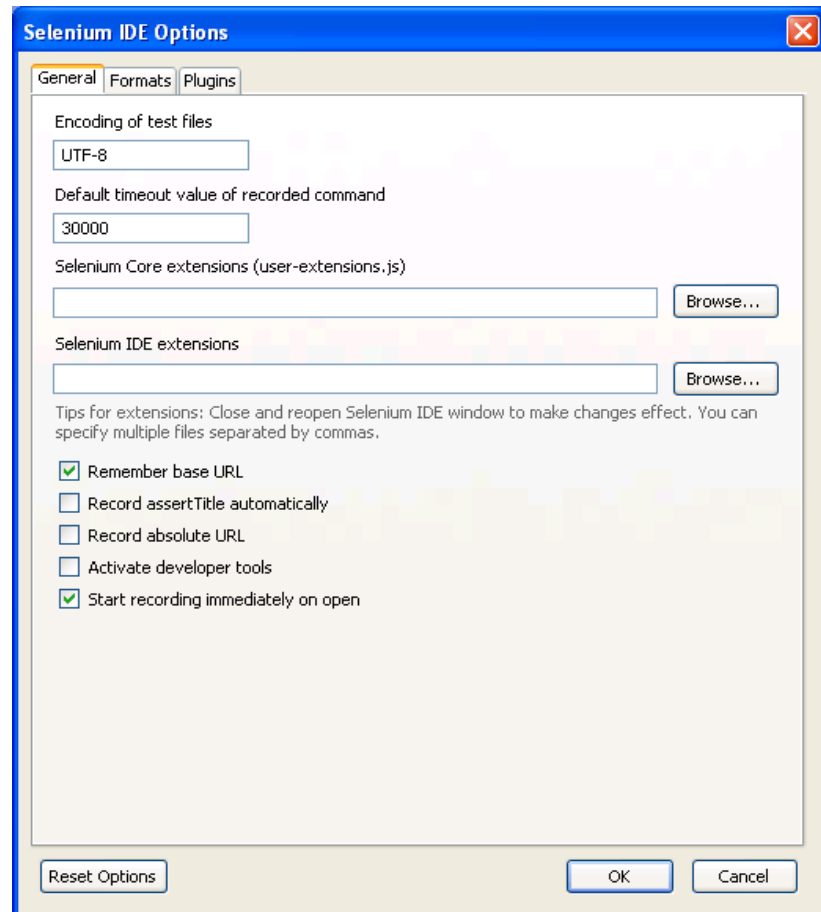 Selenium IDE Options
General Formats Plugins
Encoding of test files
UTF-8
Default timeout value of recorded command
30000
Selenium Core extensions (user-extensions.js)
Browse...
Selenium IDE extensions
Browse...
Tips for extensions: Close and reopen Selenium IDE window to make changes effect. You can
specify multiple files separated by commas.
Remember base URL
Record assertTitle automatically
Record absolute URL
Activate developer tools
Start recording immediately on open
Reset Options OK Cancel